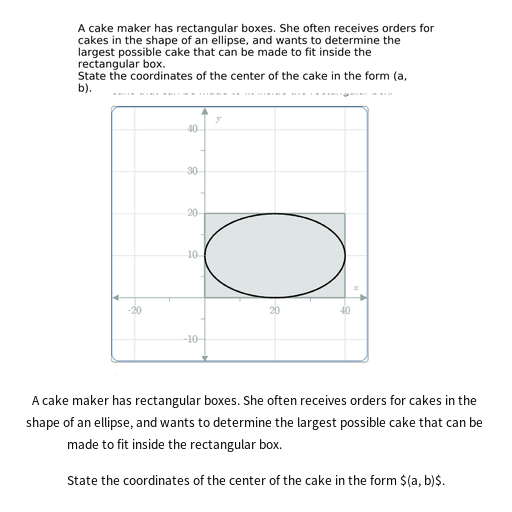 A cake maker has rectangular boxes. She often receives orders for
cakes in the shape of an ellipse, and wants to determine the
largest possible cake that can be made to fit inside the
rectangular box.
State the coordinates of the center of the cake in the form (a,
b).
y
40
30
20
10
x
-20
20
40
-10
A cake maker has rectangular boxes. She often receives orders for cakes in the
shape of an ellipse, and wants to determine the largest possible cake that can be
made to fit inside the rectangular box.
State the coordinates of the center of the cake in the form $(a, b)$.